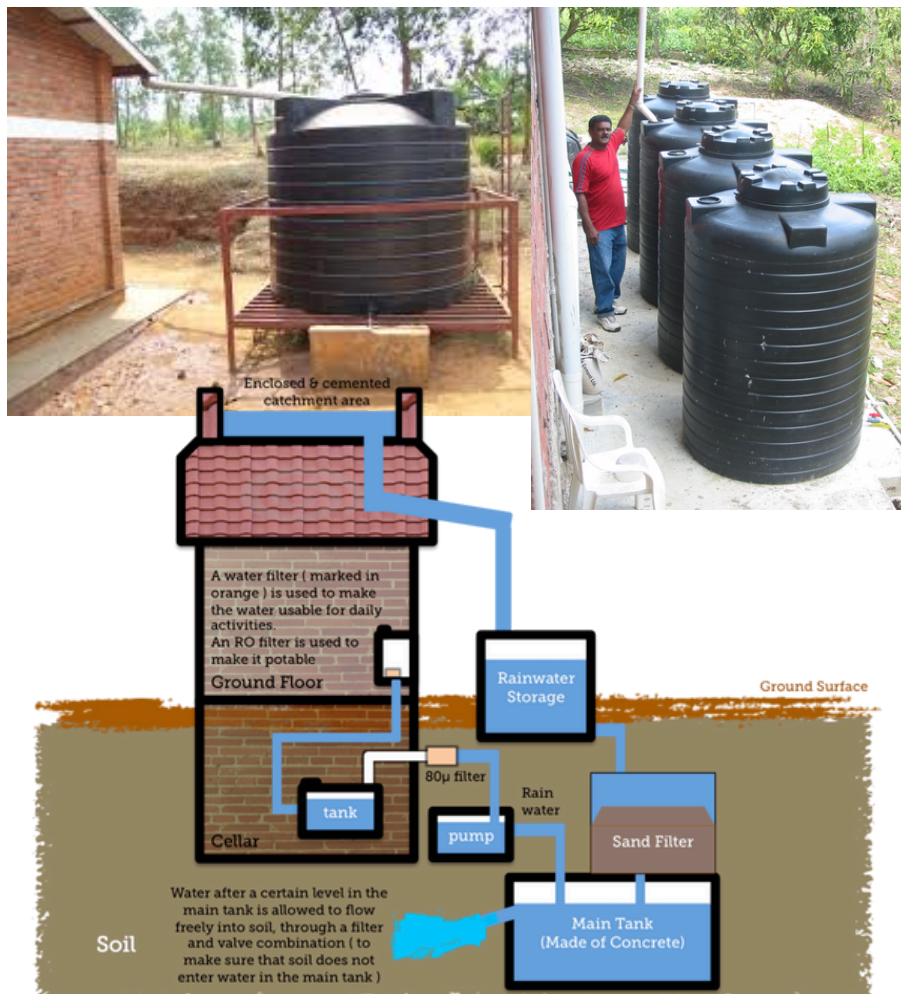 Enclosed & cemented
catchment area
A water filter ( marked in
orange ) is used to make
the water usable for daily
activities.
An RO filter is used to
make it potable
Ground Floor
Rainwater
Storage
Ground Surface
80μ filter
Rain
water
tank
pump
Sand Filter
Cellar
Water after a certain level in the
main tank is allowed to flow
freely into soil, through a filter
and valve combination ( to
make sure that soil does not
enter water in the main tank )
Main Tank
(Made of Concrete)
Soil